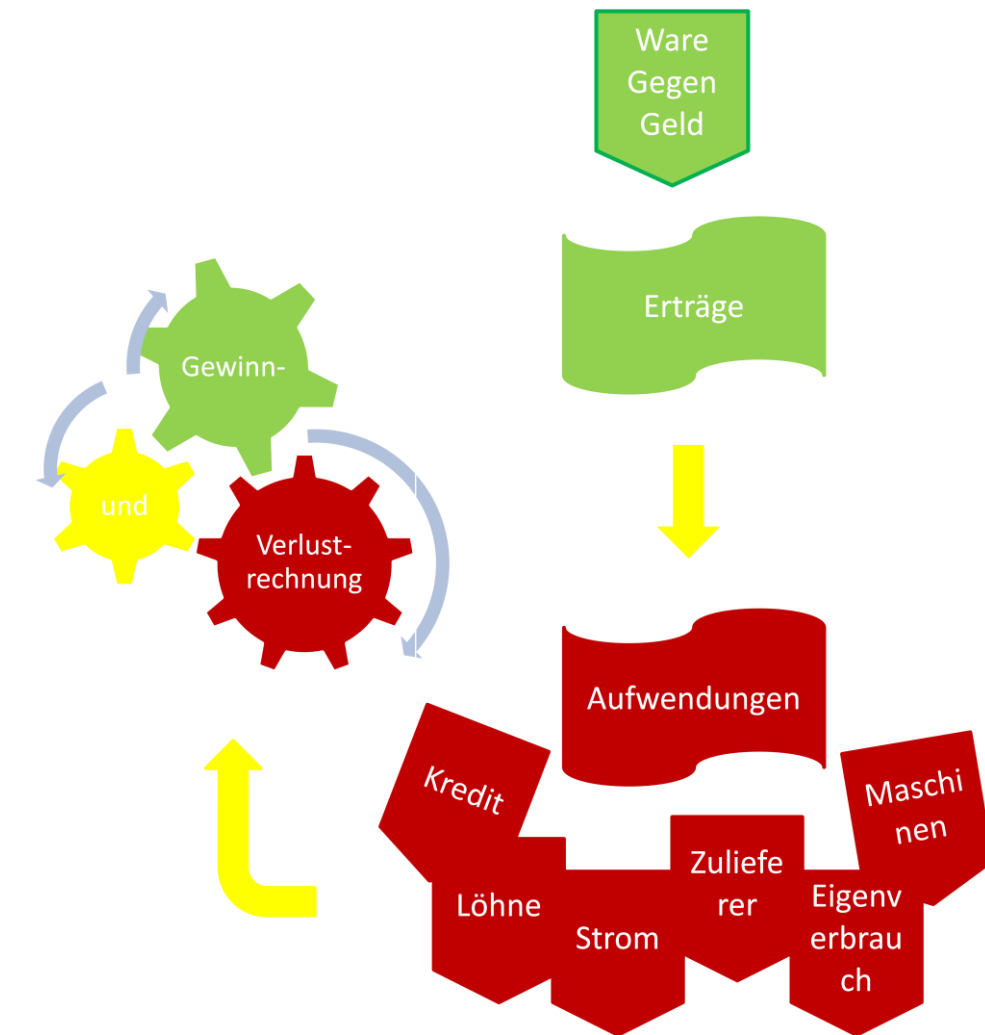 Ware
Gegen
Geld
Erträge
Gewinn-
und
Verlust-
rechnung
Aufwendungen
Kredit
Löhne
Strom
Zuliefe
rer
Eigenv
erbrau
ch
Maschi
nen